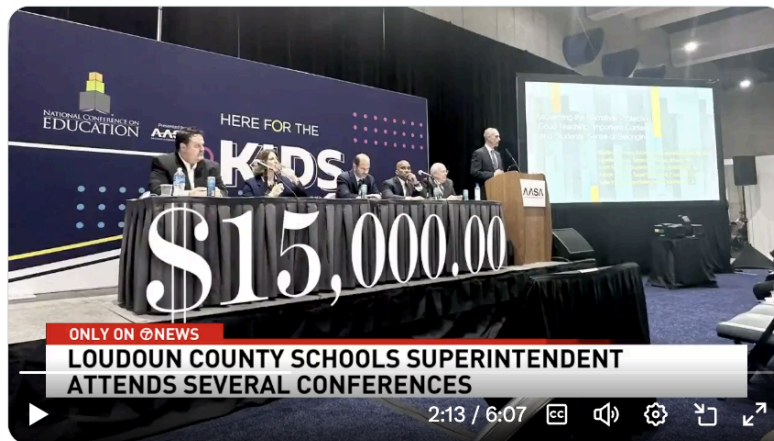 NATIONAL CONFERENCE ON
EDUCATION
AASA
HERE FOR THE
KIDS
AASA
$15,000.00
ONLY ON 7NEWS
LOUDOUN COUNTY SCHOOLS SUPERINTENDENT
ATTENDS SEVERAL CONFERENCES
2:13 / 6:07
CC